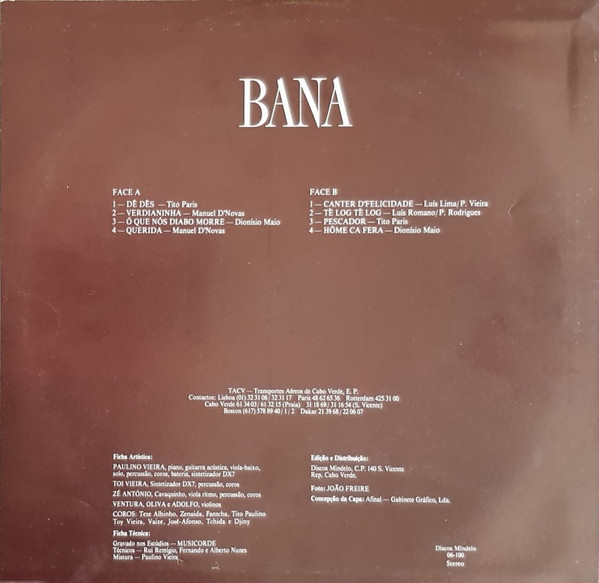 BANA
FACE A
1 — DÊ DÊS — Tito Paris
2 — VERDIANINHA — Manuel D'Novas
3 — Ó QUE NÓS DIABO MORRE — Dionísio Maio
4 — QUERIDA — Manuel D'Novas
FACE B
1 — CANTER D'FELICIDADE — Luís Lima/ P. Vieira
2 — TÊ LOG TÊ LOG — Luís Romano/ P. Rodrigues
3 — PESCADOR — Tito Paris
4 — HÔME CA FERA — Dionísio Maio
TACV — Transportes Aéreos de Cabo Verde, E. P.
Contactos: Lisboa (01) 32 31 08 / 32 31 17 Paris 48 62 65 36 Rotterdam 425 31 00
Cabo Verde 61 34 03 / 61 32 15 (Praia) 31 18 69 / 31 16 54 (S. Vicente)
Boston (617) 578 89 40 / 1 / 2 Dakar 21 39 68 / 22 06 07
Ficha Artística:
PAULINO VIEIRA, piano, guitarra acústica, viola-baixo,
solo, percussão, coros, bateria, sintetizador DX7
TOI VIEIRA, Sintetizador DX7, percussão, coros
ZÉ ANTÓNIO, Cavaquinho, viola ritmo, percussão, coros
VENTURA, OLIVA e ADOLFO, violinos
COROS: Tete Alhinho, Zenaida, Fantcha, Tito Paulino
Toy Vieira, Vaize, José-Afonso, Tchida e Djiny
Ficha Técnica:
Gravado nos Estúdios — MUSICORDE
Técnicos — Rui Remígio, Fernando e Alberto Nunes
Mistura — Paulino Vieira
Edição e Distribuição:
Discos Mindelo, C.P. 140 S. Vicente
Rep. Cabo Verde.
Foto: JOÃO FREIRE
Concepção da Capa: Afinal — Gabinete Gráfico, Lda.
Discos Mindelo
06-100
Stereo